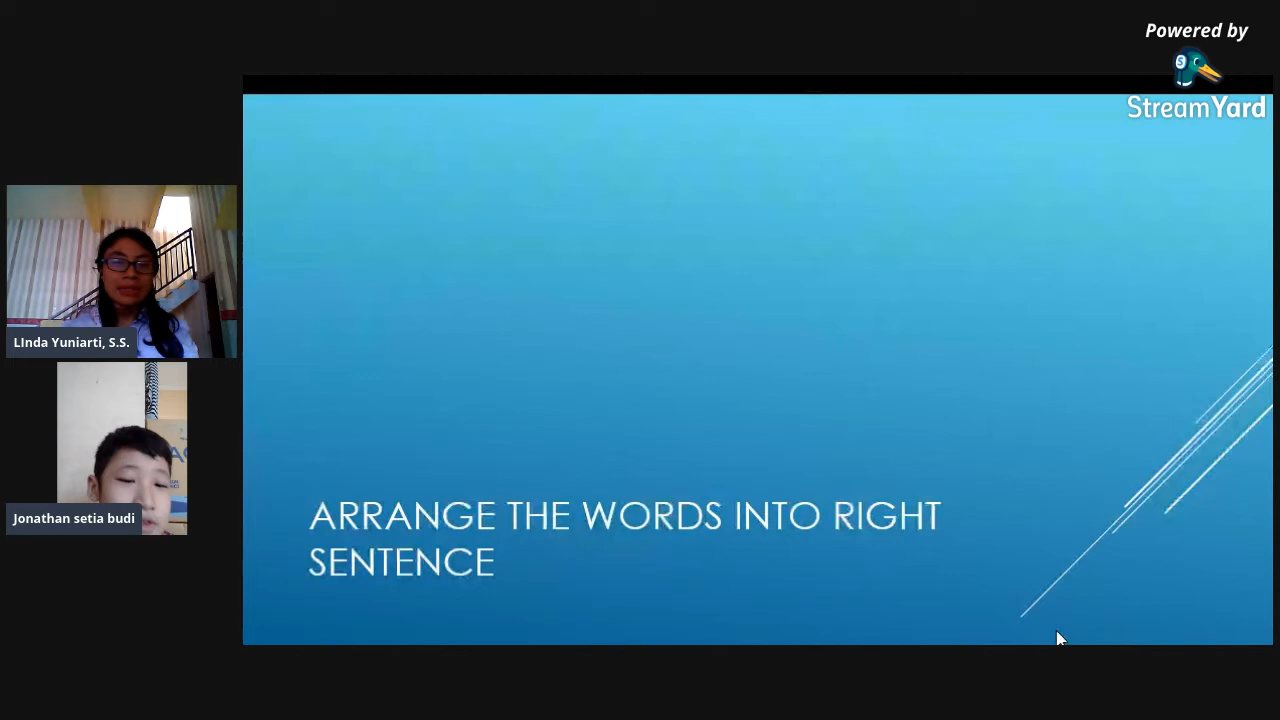 Powered by
StreamYard
LInda Yuniarti, S.S.
Jonathan setia budi
ARRANGE THE WORDS INTO RIGHT
SENTENCE